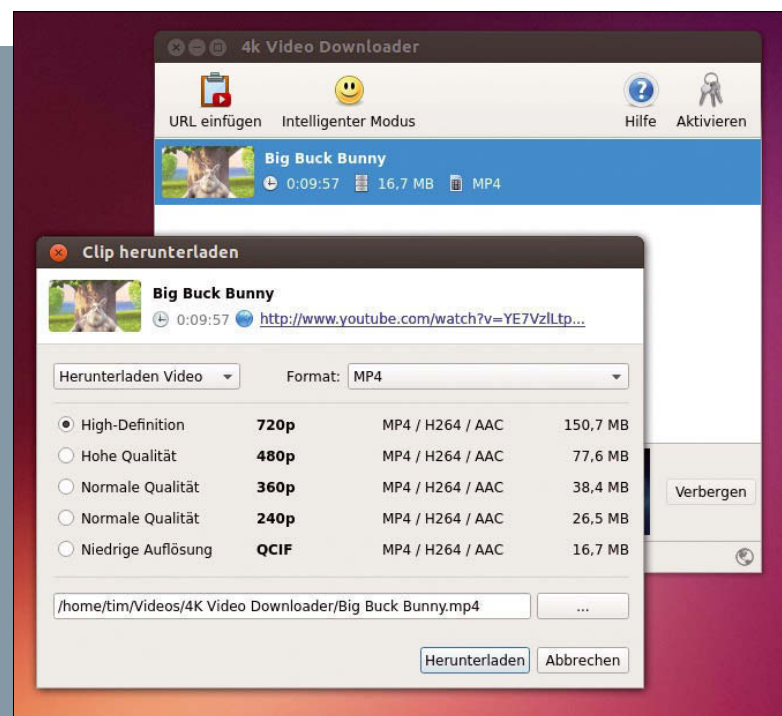 4k Video Downloader
URL einfügen Intelligenter Modus Hilfe Aktivieren
Big Buck Bunny
0:09:57 16,7 MB MP4
Clip herunterladen
Big Buck Bunny
0:09:57 http://www.youtube.com/watch?v=YE7VzlLtp...
Herunterladen Video Format: MP4
High-Definition 720p MP4 / H264 / AAC 150,7 MB
Hohe Qualität 480p MP4 / H264 / AAC 77,6 MB
Normale Qualität 360p MP4 / H264 / AAC 38,4 MB
Verbergen
Normale Qualität 240p MP4 / H264 / AAC 26,5 MB
Niedrige Auflösung QCIF MP4 / H264 / AAC 16,7 MB
/home/tim/Videos/4K Video Downloader/Big Buck Bunny.mp4 ...
Herunterladen Abbrechen